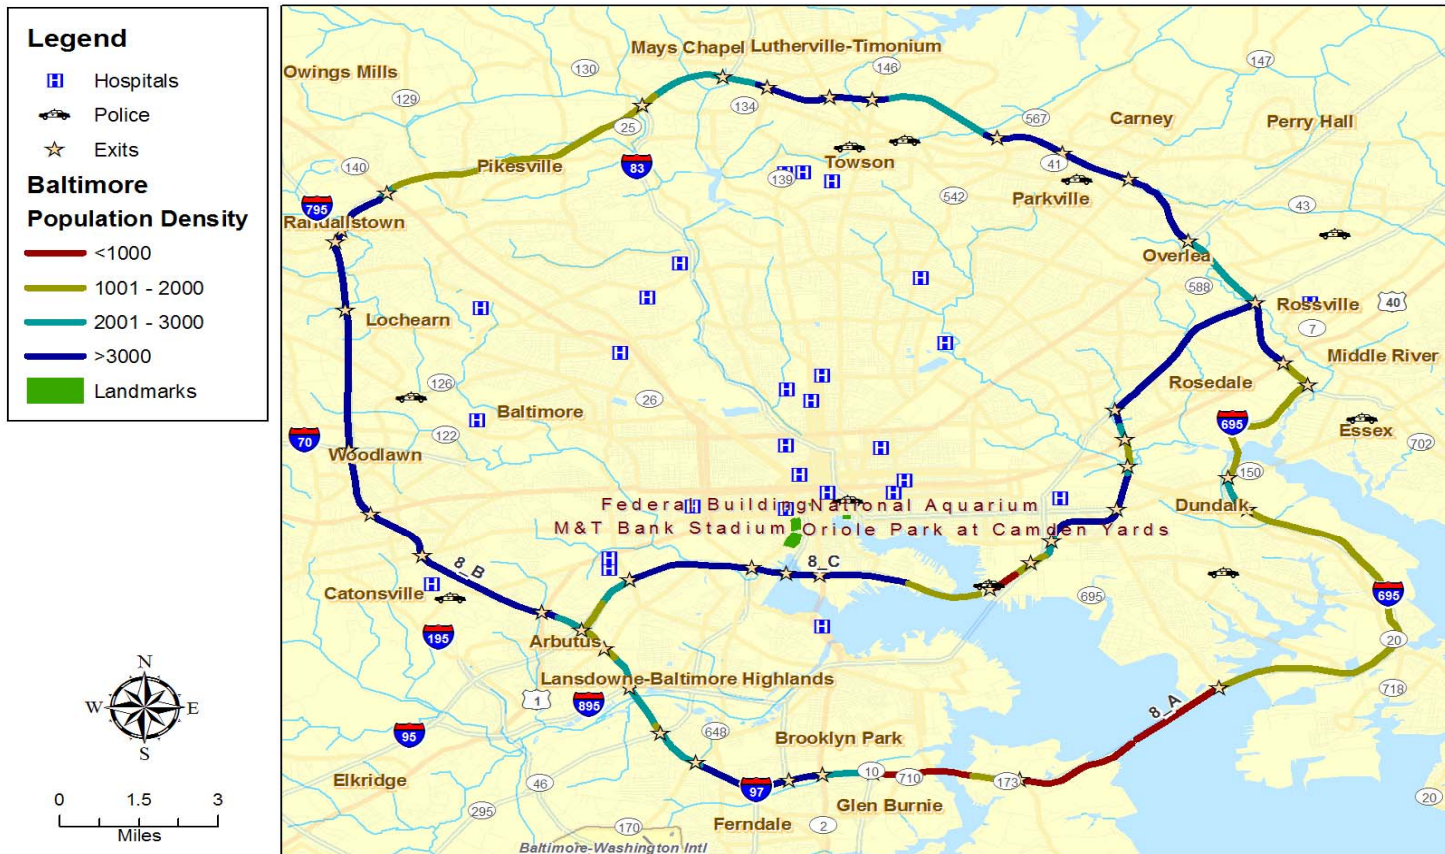 Legend
Hospitals
Police
Exits
Baltimore
Population Density
<1000
1001 - 2000
2001 - 3000
>3000
Landmarks
N
W E
S
0 1.5 3
Miles
Mays Chapel Lutherville-Timonium
Owings Mills
130
146
147
129
134
25
567
Carney
Perry Hall
Towson
41
140
Pikesville
83
139
542
Parkville
795
Randallstown
43
Overlea
588
Rossville
40
7
Lochearn
Middle River
126
26
Baltimore
Rosedale
695
Essex
70
122
702
Woodlawn
150
Federal Building National Aquarium
Dundalk
M&T Bank Stadium Oriole Park at Camden Yards
8_B
8_C
Catonsville
695
695
195
Arbutus
20
Lansdowne-Baltimore Highlands
1
895
718
8_A
95
648
Brooklyn Park
Elkridge
46
97
10
710
173
Glen Burnie
295
170
Ferndale
2
20
Baltimore-Washington Intl